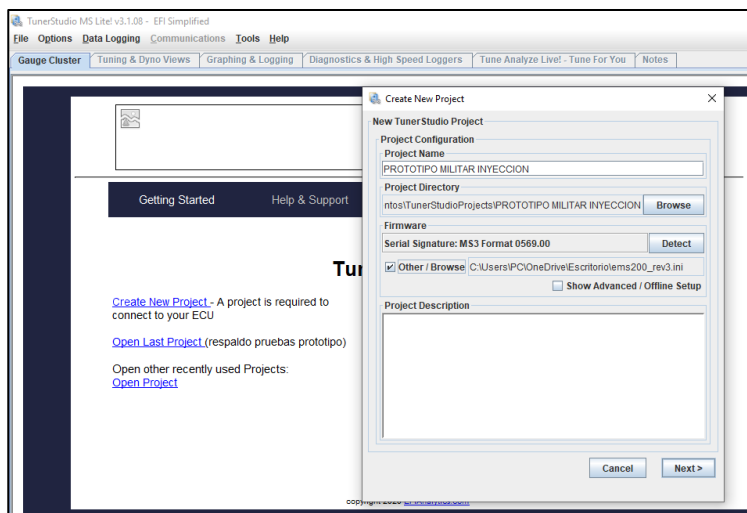 TunerStudio MS Lite! v3.1.08 - EFI Simplified
File Options Data Logging Communications Tools Help
Gauge Cluster Tuning & Dyno Views Graphing & Logging Diagnostics & High Speed Loggers Tune Analyze Live! - Tune For You Notes
Getting Started Help & Support
Tu
Create New Project - A project is required to
connect to your ECU
Open Last Project (respaldo pruebas prototipo)
Open other recently used Projects:
Open Project
Create New Project
New TunerStudio Project
Project Configuration
Project Name
PROTOTIPO MILITAR INYECCION
Project Directory
ntos\TunerStudioProjects\PROTOTIPO MILITAR INYECCION Browse
Firmware
Serial Signature: MS3 Format 0569.00 Detect
Other / Browse C:\Users\PC\OneDrive\Escritorio\ems200_rev3.ini
Show Advanced / Offline Setup
Project Description
Cancel Next >